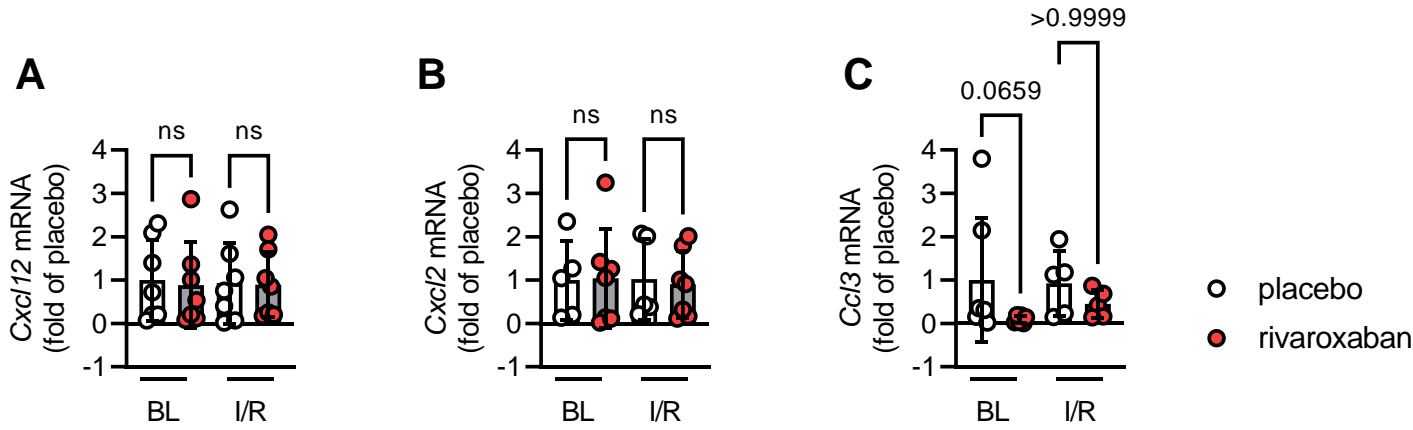 A
Cxcl12 mRNA
(fold of placebo)
4
3
2
1
0
-1
ns
ns
BL
I/R
B
Cxcl2 mRNA
(fold of placebo)
4
3
2
1
0
-1
ns
ns
BL
I/R
C
Ccl3 mRNA
(fold of placebo)
4
3
2
1
0
-1
0.0659
>0.9999
BL
I/R
placebo
rivaroxaban